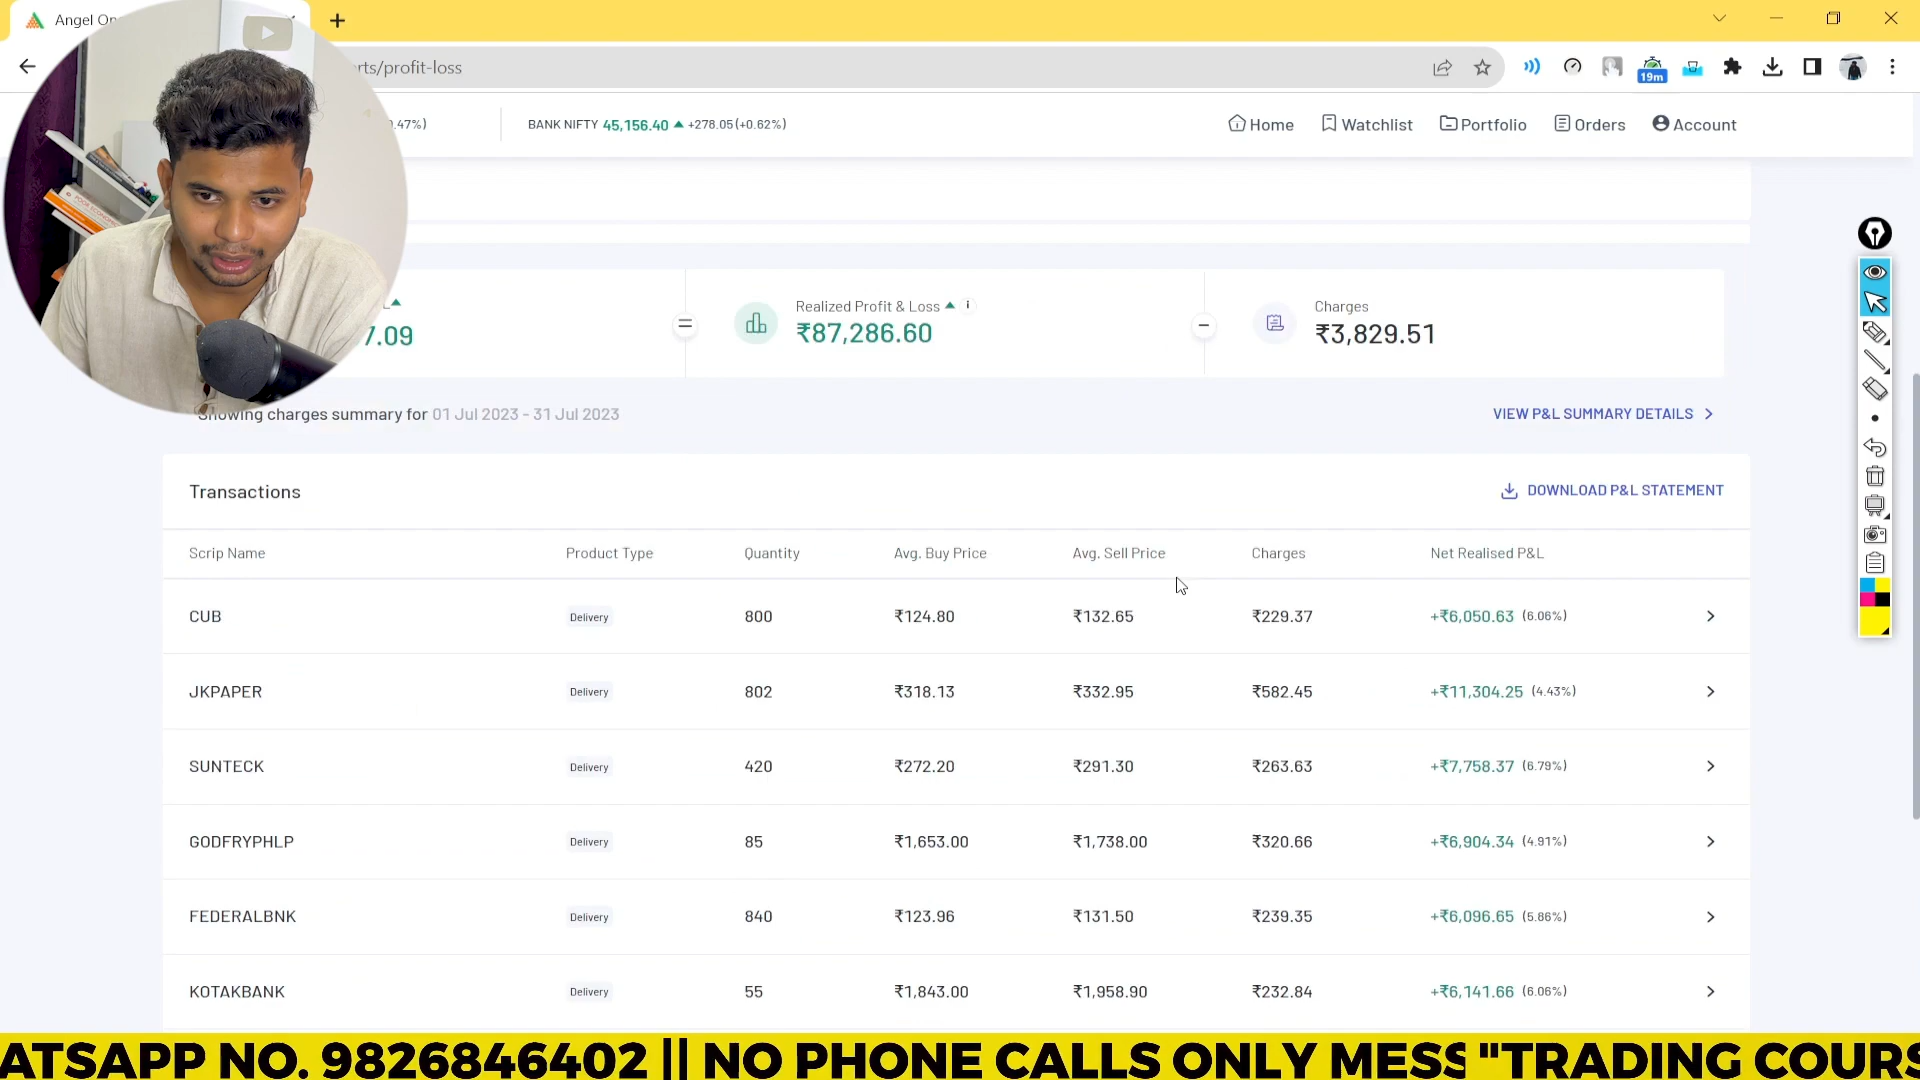 Angel On
rts/profit-loss
19m
0.47%)
BANK NIFTY 45,156.40 +278.05(+0.62%)
Home Watchlist Portfolio Orders Account
7.09
=
Realized Profit & Loss i
₹87,286.60
−
Charges
₹3,829.51
Showing charges summary for 01 Jul 2023 - 31 Jul 2023
VIEW P&L SUMMARY DETAILS
Transactions
DOWNLOAD P&L STATEMENT
Scrip Name Product Type Quantity Avg. Buy Price Avg. Sell Price Charges Net Realised P&L
CUB Delivery 800 ₹124.80 ₹132.65 ₹229.37 +₹6,050.63 (6.06%)
JKPAPER Delivery 802 ₹318.13 ₹332.95 ₹582.45 +₹11,304.25 (4.43%)
SUNTECK Delivery 420 ₹272.20 ₹291.30 ₹263.63 +₹7,758.37 (6.79%)
GODFRYPHLP Delivery 85 ₹1,653.00 ₹1,738.00 ₹320.66 +₹6,904.34 (4.91%)
FEDERALBNK Delivery 840 ₹123.96 ₹131.50 ₹239.35 +₹6,096.65 (5.86%)
KOTAKBANK Delivery 55 ₹1,843.00 ₹1,958.90 ₹232.84 +₹6,141.66 (6.06%)
ATSAPP NO. 9826846402 || NO PHONE CALLS ONLY MESS "TRADING COURS